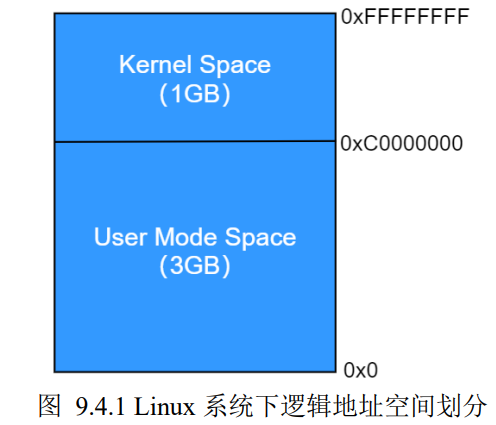 0xFFFFFFFF
Kernel Space
(1GB)
0xC0000000
User Mode Space
(3GB)
0x0
图 9.4.1 Linux 系统下逻辑地址空间划分